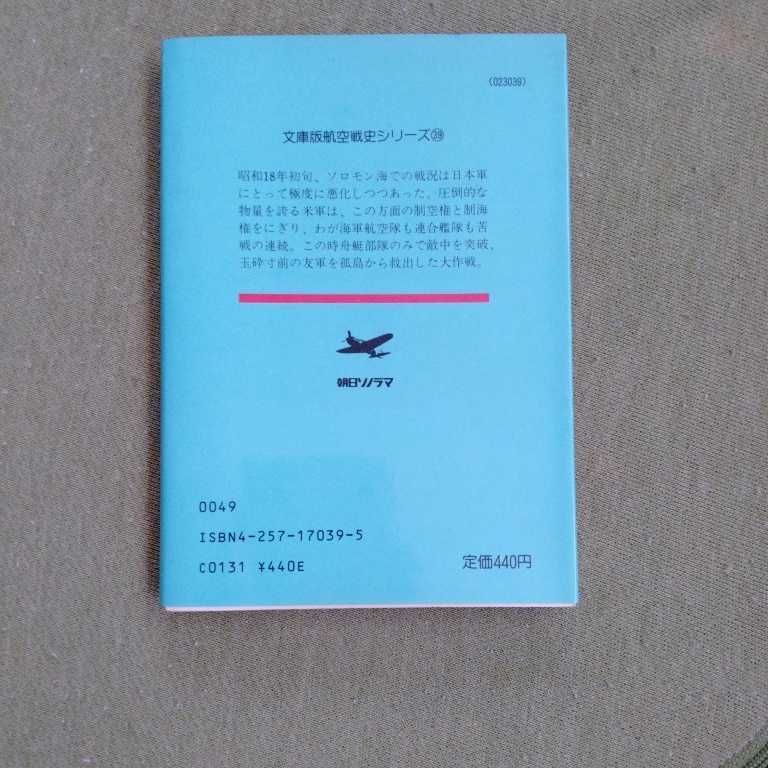 〈023039〉
文庫版航空戦史シリーズ㊴
昭和18年初旬、ソロモン海での戦況は日本軍
にとって極度に悪化しつつあった。圧倒的な
物量を誇る米軍は、この方面の制空権と制海
権をにぎり、わが海軍航空隊も連合艦隊も苦
戦の連続。この時舟艇部隊のみで敵中を突破、
玉砕寸前の友軍を孤島から救出した大作戦。
朝日ソノラマ
0049
ISBN4-257-17039-5
C0131 ¥440E
定価440円